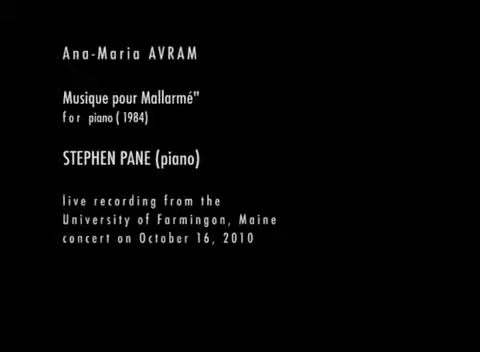 Ana-Maria AVRAM
Musique pour Mallarmé"
for piano ( 1984)
STEPHEN PANE (piano)
live recording from the
University of Farmingon, Maine
concert on October 16, 2010